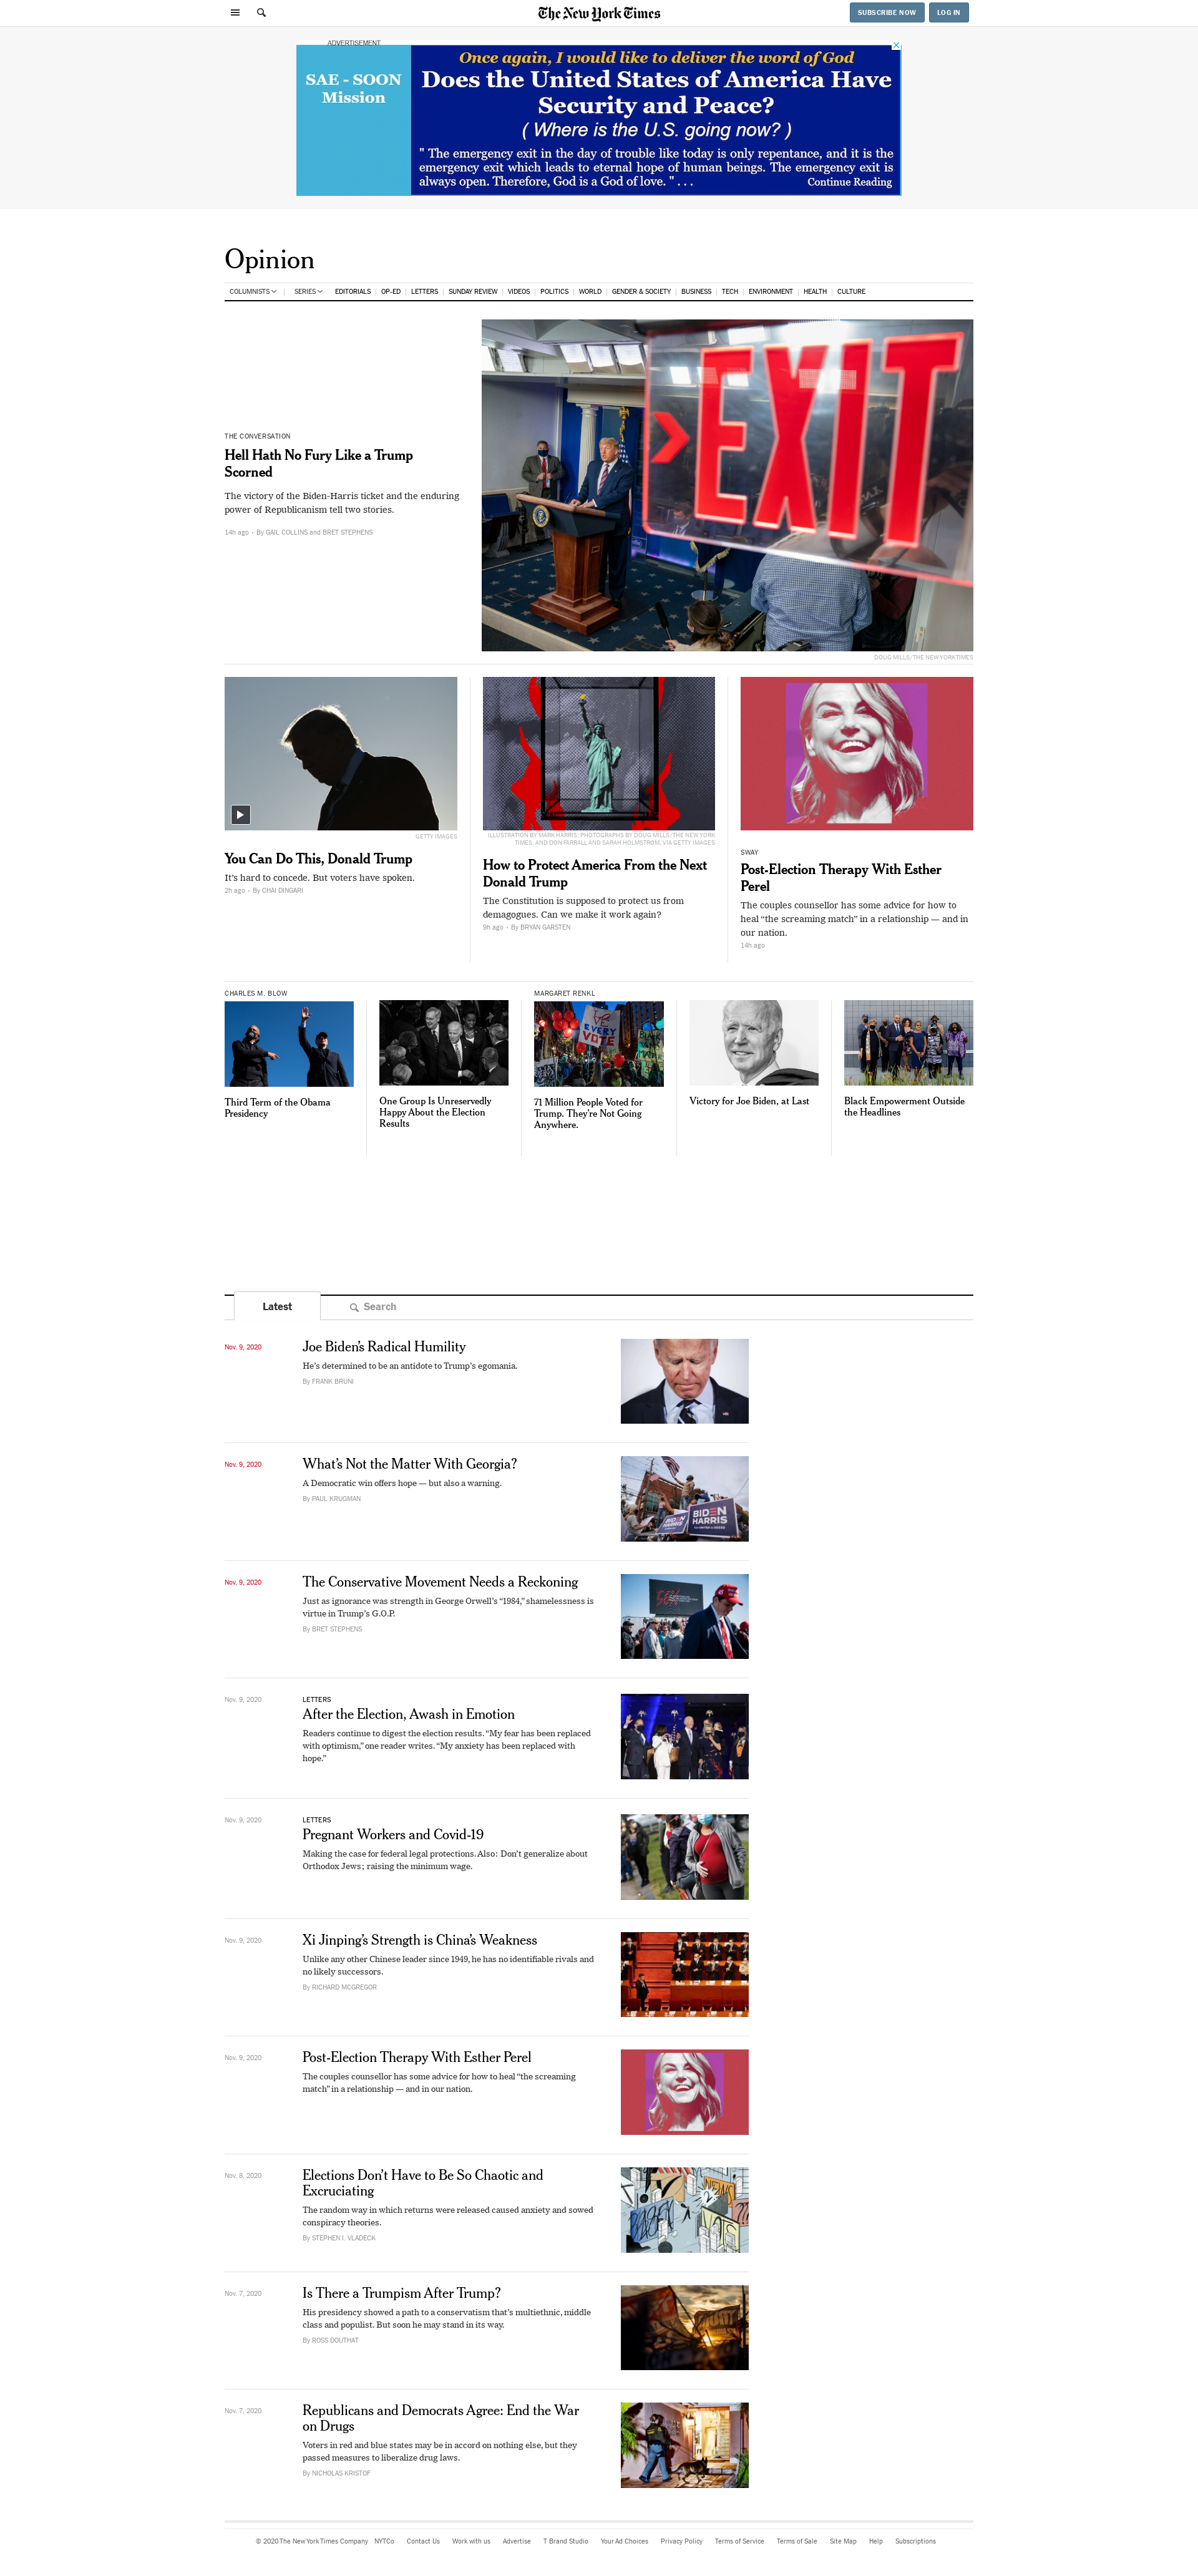 The New York Times
SUBSCRIBE NOW
LOG IN
ADVERTISEMENT
SAE - SOON
Mission
Once again, I would like to deliver the word of God
Does the United States of America Have
Security and Peace?
( Where is the U.S. going now? )
" The emergency exit in the day of trouble like today is only repentance, and it is the
emergency exit which leads to eternal hope of human beings. The emergency exit is
always open. Therefore, God is a God of love. " . . .
Continue Reading
Opinion
COLUMNISTS
SERIES
EDITORIALS
OP-ED
LETTERS
SUNDAY REVIEW
VIDEOS
POLITICS
WORLD
GENDER & SOCIETY
BUSINESS
TECH
ENVIRONMENT
HEALTH
CULTURE
EXIT
THE CONVERSATION
Hell Hath No Fury Like a Trump
Scorned
The victory of the Biden-Harris ticket and the enduring
power of Republicanism tell two stories.
14h ago • By GAIL COLLINS and BRET STEPHENS
DOUG MILLS/THE NEW YORK TIMES
GETTY IMAGES
You Can Do This, Donald Trump
It's hard to concede. But voters have spoken.
2h ago • By CHAI DINGARI
ILLUSTRATION BY MARK HARRIS; PHOTOGRAPHS BY DOUG MILLS/THE NEW YORK
TIMES, AND DON FARRALL AND SARAH HOLMSTROM, VIA GETTY IMAGES
How to Protect America From the Next
Donald Trump
The Constitution is supposed to protect us from
demagogues. Can we make it work again?
9h ago • By BRYAN GARSTEN
SWAY
Post-Election Therapy With Esther
Perel
The couples counsellor has some advice for how to
heal “the screaming match” in a relationship — and in
our nation.
14h ago
CHARLES M. BLOW
Third Term of the Obama
Presidency
One Group Is Unreservedly
Happy About the Election
Results
MARGARET RENKL
EVERY
VOTE
71 Million People Voted for
Trump. They're Not Going
Anywhere.
Victory for Joe Biden, at Last
Black Empowerment Outside
the Headlines
Latest
Search
Nov. 9, 2020
Joe Biden’s Radical Humility
He’s determined to be an antidote to Trump’s egomania.
By FRANK BRUNI
Nov. 9, 2020
What’s Not the Matter With Georgia?
A Democratic win offers hope — but also a warning.
By PAUL KRUGMAN
BIDEN
HARRIS
BIDEN
HARRIS
Nov. 9, 2020
The Conservative Movement Needs a Reckoning
Just as ignorance was strength in George Orwell’s “1984,” shamelessness is
virtue in Trump’s G.O.P.
By BRET STEPHENS
Nov. 9, 2020
LETTERS
After the Election, Awash in Emotion
Readers continue to digest the election results. “My fear has been replaced
with optimism,” one reader writes. “My anxiety has been replaced with
hope.”
Nov. 9, 2020
LETTERS
Pregnant Workers and Covid-19
Making the case for federal legal protections. Also: Don't generalize about
Orthodox Jews; raising the minimum wage.
Nov. 9, 2020
Xi Jinping’s Strength is China’s Weakness
Unlike any other Chinese leader since 1949, he has no identifiable rivals and
no likely successors.
By RICHARD MCGREGOR
Nov. 9, 2020
Post-Election Therapy With Esther Perel
The couples counsellor has some advice for how to heal “the screaming
match” in a relationship — and in our nation.
Nov. 8, 2020
Elections Don’t Have to Be So Chaotic and
Excruciating
The random way in which returns were released caused anxiety and sowed
conspiracy theories.
By STEPHEN I. VLADECK
NEWS
Nov. 7, 2020
Is There a Trumpism After Trump?
His presidency showed a path to a conservatism that’s multiethnic, middle
class and populist. But soon he may stand in its way.
By ROSS DOUTHAT
Nov. 7, 2020
Republicans and Democrats Agree: End the War
on Drugs
Voters in red and blue states may be in accord on nothing else, but they
passed measures to liberalize drug laws.
By NICHOLAS KRISTOF
© 2020 The New York Times Company
NYTCo
Contact Us
Work with us
Advertise
T Brand Studio
Your Ad Choices
Privacy Policy
Terms of Service
Terms of Sale
Site Map
Help
Subscriptions